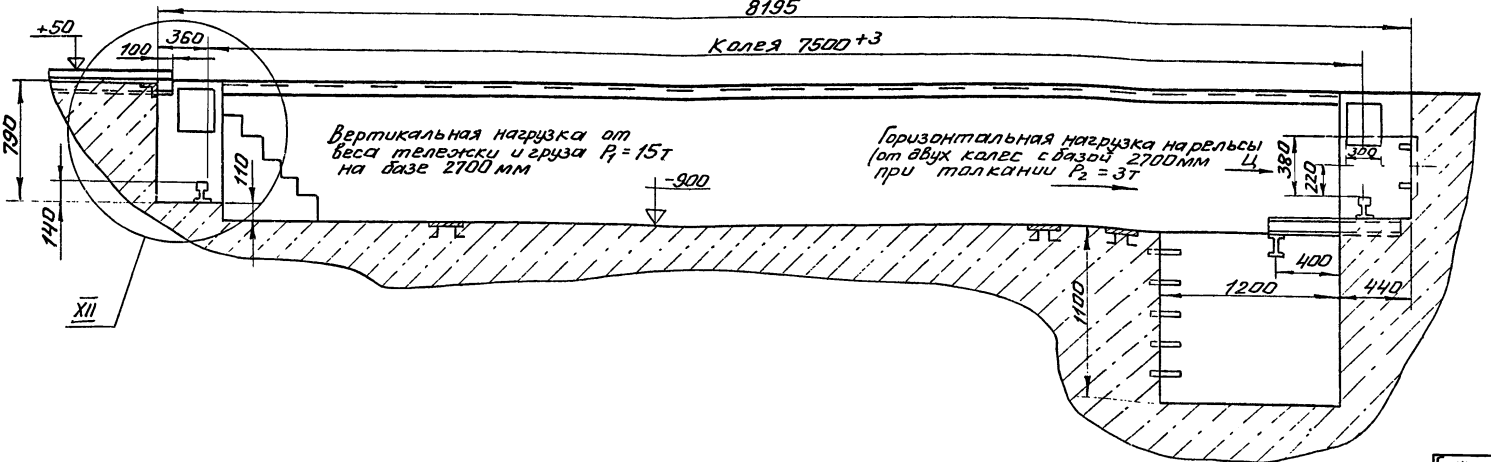 8195
+50
100
360
Колея 7500⁺³
790
140
110
Вертикальная нагрузка от
веса тележки и груза Р₁ = 15т
на базе 2700 мм
-900
Горизонтальная нагрузка на рельсы
(от двух колес с базой 2700мм
при толкании Р₂ = 3т
Ц
380
300
220
400
1200
440
1100
XII